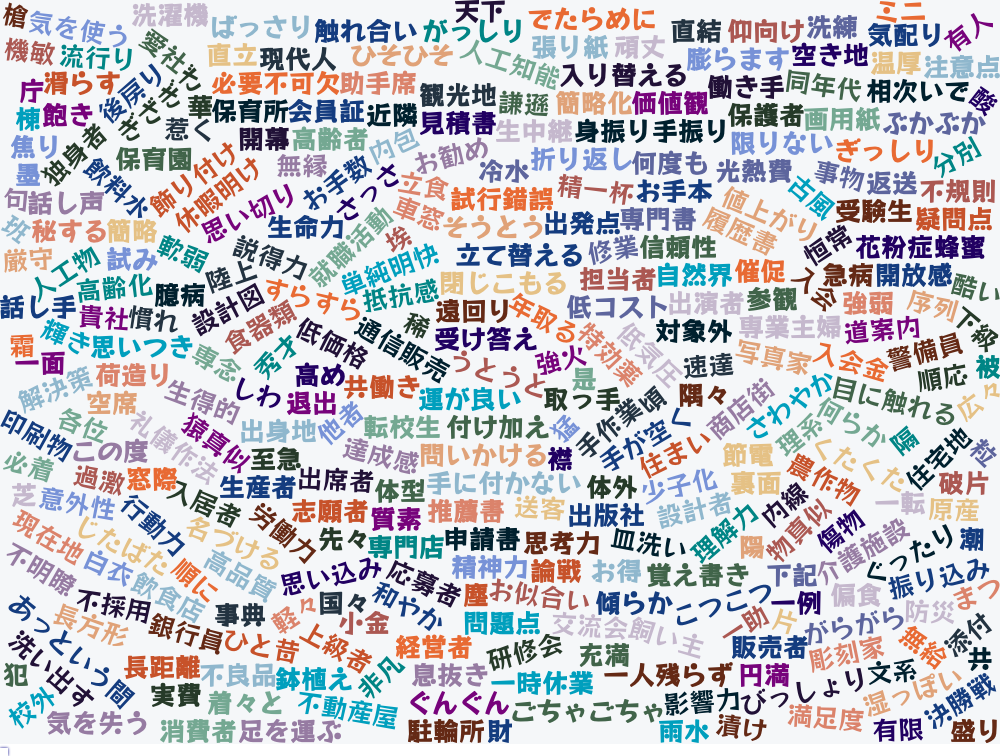 槍 気を使う 洗濯機 ばっさり 触れ合い がっしり 天下 でたらめに 直結 仰向け 洗練 ミニ 気配り 有人
機敏 流行り 愛社 直立 現代人 ひそひそ 人工知能 張り紙 頑丈 膨らます 空き地 温厚 注意点
庁 滑らす 後戻り ぎざぎざ 必要不可欠 助手席 入り替える 働き手 同年代 相次いで 酸
棟 飽き 華 保育所 会員証 近隣 観光地 謙遜 簡略化 価値観 保護者 画用紙 ぷかぷか
焦り 独身者 惹く 開幕 高齢者 内包 見積書 生中継 身振り手振り 限りない ぎっしり 分別
墨 飲料水 保育園 飾り付け 無縁 お手数 お勧め 冷水 折り返し 何度も 光熱費 事物 返送 不規則
句 話し声 休暇明け 思い切り さっさ 立食 試行錯誤 精一杯 お手本 値上がり 古風 受験生
班 秘する 簡略 生命力 就職活動 車窓 そうとう 出発点 専門書 履歴書 疑問点
厳守 人工物 試み 軟弱 説得力 埃 単純明快 立て替える 修業 信頼性 恒常 花粉症 蜂蜜
高齢化 臆病 陸上 すらすら 抵抗感 閉じこもる 担当者 自然界 催促 入会 急病 開放感 酷い
話し手 貴社 慣れ 設計図 食器類 稀 遠回り 年取る 低コスト 出演者 参観 強弱 序列 下劣
霜 輝き 思いつき 秀才 低価格 通信販売 受け答え 特効薬 低気圧 対象外 専業主婦 道案内
一面 専念 うとうと 強火 速達 写真家 入会金 警備員 被
解決策 荷造り 生得的 しわ 高め 共働き 運が良い 是 取っ手 手作業 頃 隅々 商店街 さわやか 目に触れる 順応 広々
印刷物 各位 空席 礼儀作法 猿真似 出身地 退出 他者 転校生 付け加え 猛 手が空く 理系 何らか 隔 住宅地 粒
必着 この度 至急 達成感 問いかける 襟 住まい 節電 くたくた
芝 過激 窓際 入居者 生産者 出席者 体型 手に付かない 体外 少子化 裏面 農作物 破片
意外性 行動力 名づける 労働力 志願者 質素 推薦書 送客 出版社 設計者 理解力 内線 物真似 傷物 一転 原産
現在地 じたばた 先々 専門店 申請書 思考力 皿洗い 陽 介護施設 ぐったり 潮
不明瞭 白衣 飲食店 順に 高品質 思い込み 応募者 精神力 論戦 お得 覚え書き 下記 振り込み
あっという間 長方形 不採用 事典 軽々 国々 和やか 塵 お似合い 傾らか こつこつ 一例 偏食 防災 まつ
洗い出す 銀行員 ひと昔 上級者 小金 経営者 問題点 研修会 交流会 飼い主 一助 片 がらがら 無給 添付
犯 長距離 不良品 鉢植え 非凡 息抜き 一時休業 充満 一人残らず 販売者 円満 彫刻家 文系 共
校外 実費 着々と 不動産屋 ぐんぐん ごちゃごちゃ 影響力 びっしょり 湿っぽい 決勝戦
気を失う 消費者 足を運ぶ 駐輪所 財 雨水 漬け 満足度 有限 盛り